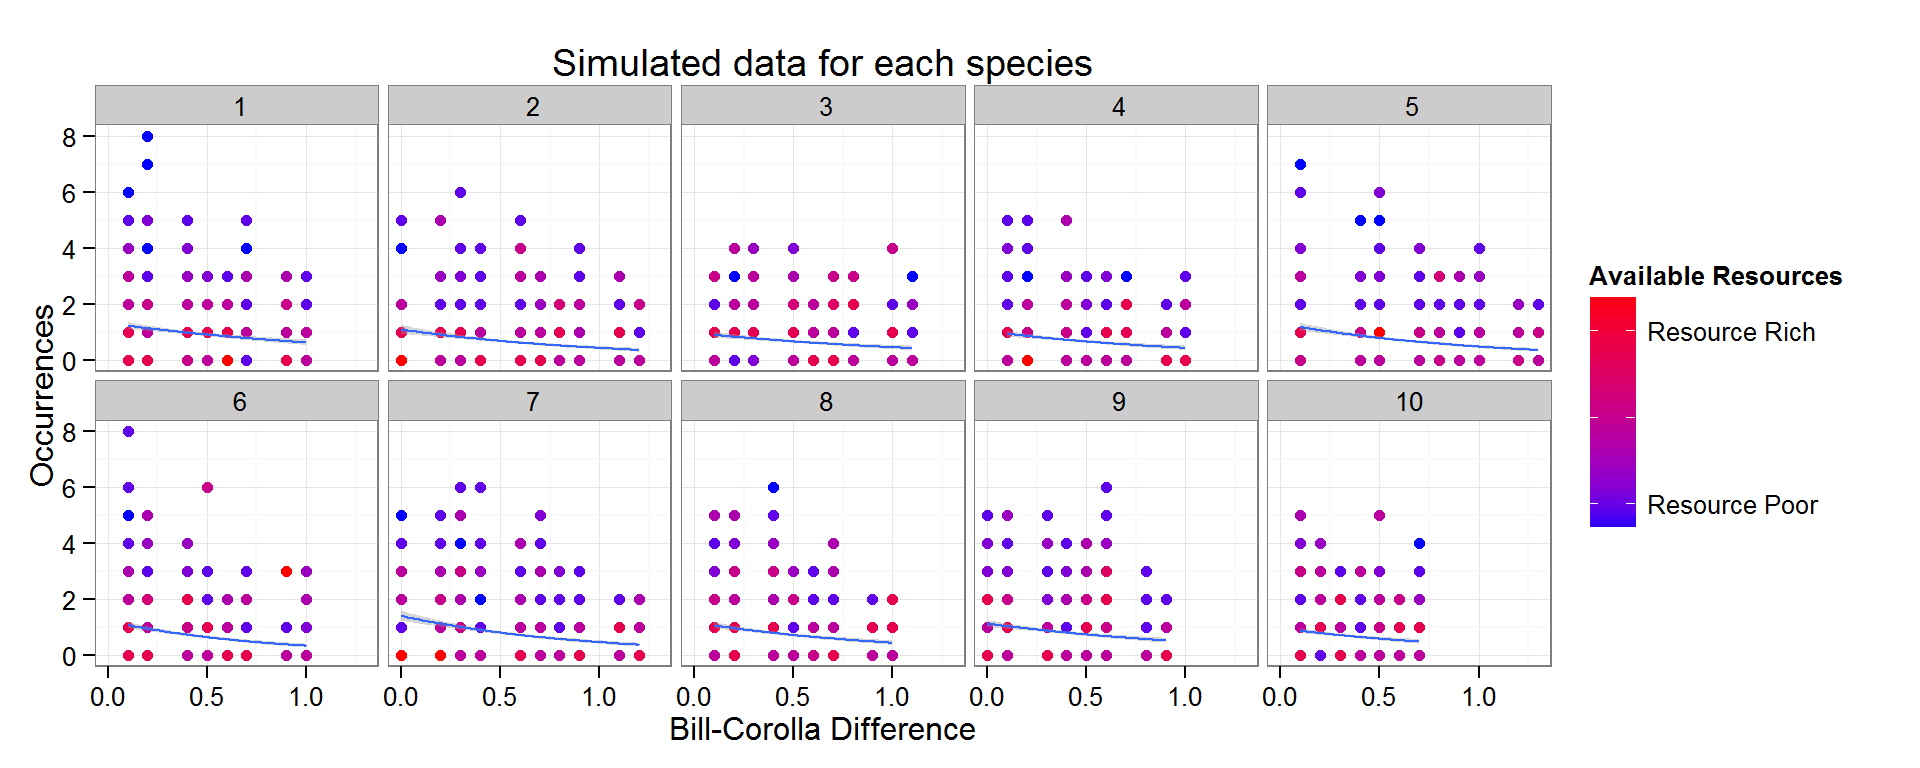 Simulated data for each species
1 2 3 4 5
8
6
4
2
0
6 7 8 9 10
8
6
4
2
0
0.0 0.5 1.0 0.0 0.5 1.0 0.0 0.5 1.0 0.0 0.5 1.0 0.0 0.5 1.0
Occurrences
Bill-Corolla Difference
Available Resources
Resource Rich
Resource Poor